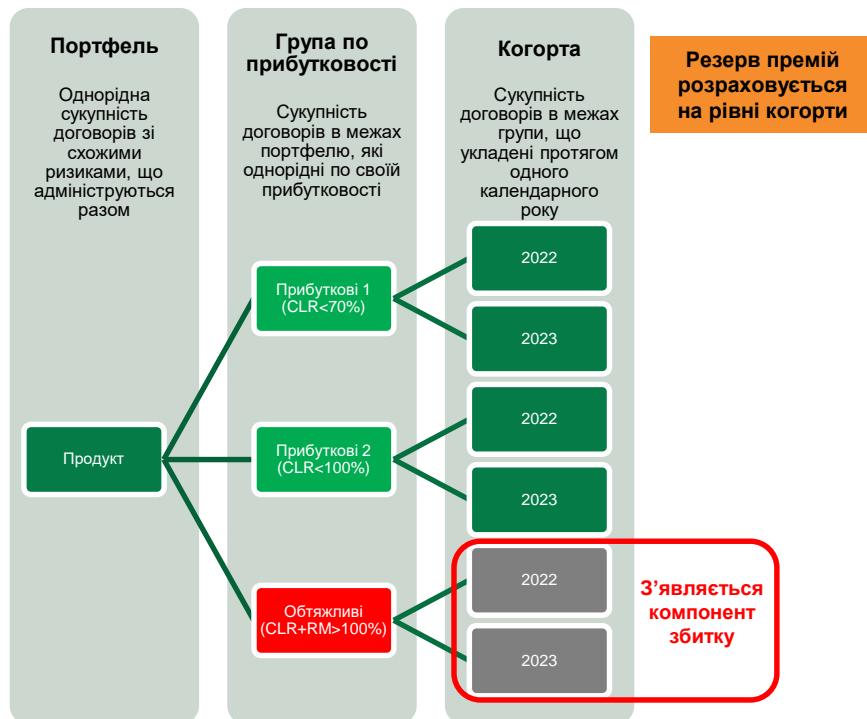 Портфель
Однорідна
сукупність
договорів зі
схожими
ризиками, що
адмініструються
разом
Група по
прибутковості
Сукупність
договорів в межах
портфелю, які
однорідні по своїй
прибутковості
Когорта
Сукупність
договорів в межах
групи, що
укладені протягом
одного
календарного
року
Резерв премій
розраховується
на рівні когорти
Продукт
Прибуткові 1
(CLR<70%)
2022
2023
Прибуткові 2
(CLR<100%)
2022
2023
Обтяжливі
(CLR+RM>100%)
2022
2023
З’являється
компонент
збитку